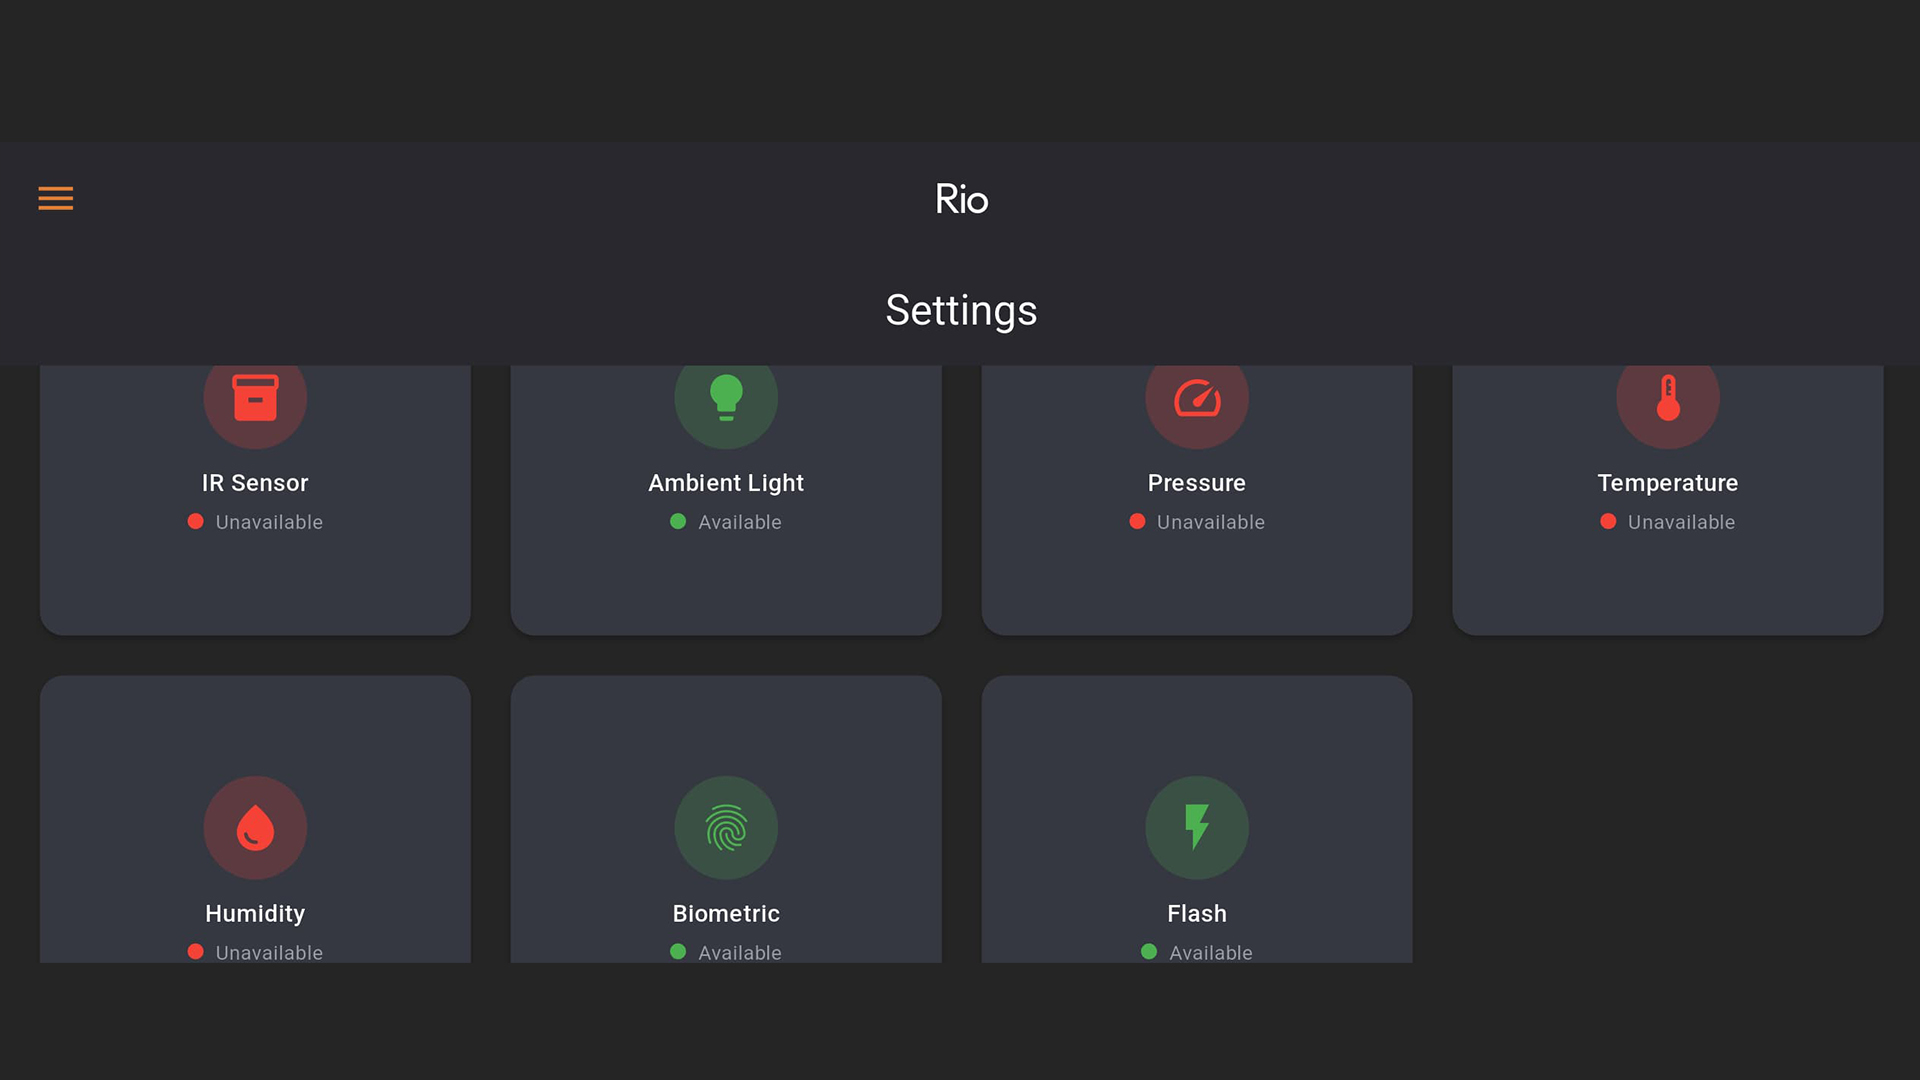 Rio
Settings
IR Sensor
Unavailable
Ambient Light
Available
Pressure
Unavailable
Temperature
Unavailable
Humidity
Unavailable
Biometric
Available
Flash
Available